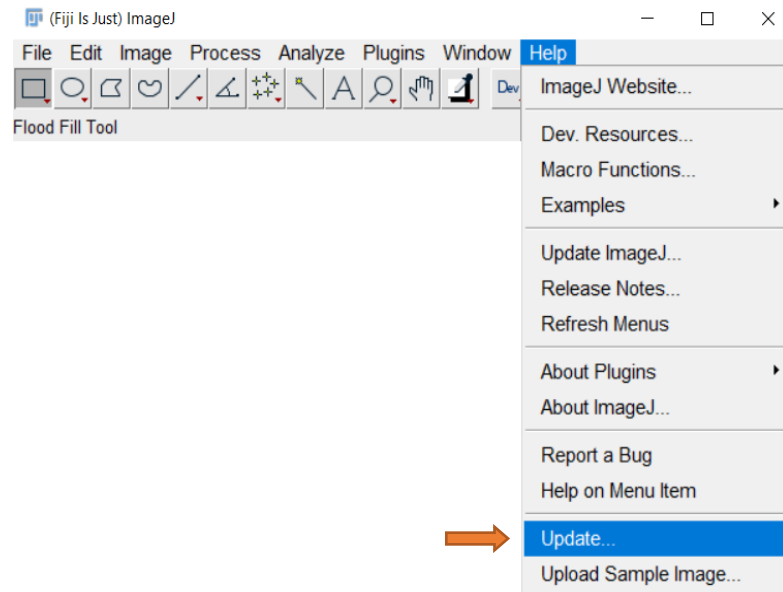 (Fiji Is Just) ImageJ
File Edit Image Process Analyze Plugins Window Help
A Dev
Flood Fill Tool
ImageJ Website...
Dev. Resources...
Macro Functions...
Examples
Update ImageJ...
Release Notes...
Refresh Menus
About Plugins
About ImageJ...
Report a Bug
Help on Menu Item
Update...
Upload Sample Image...